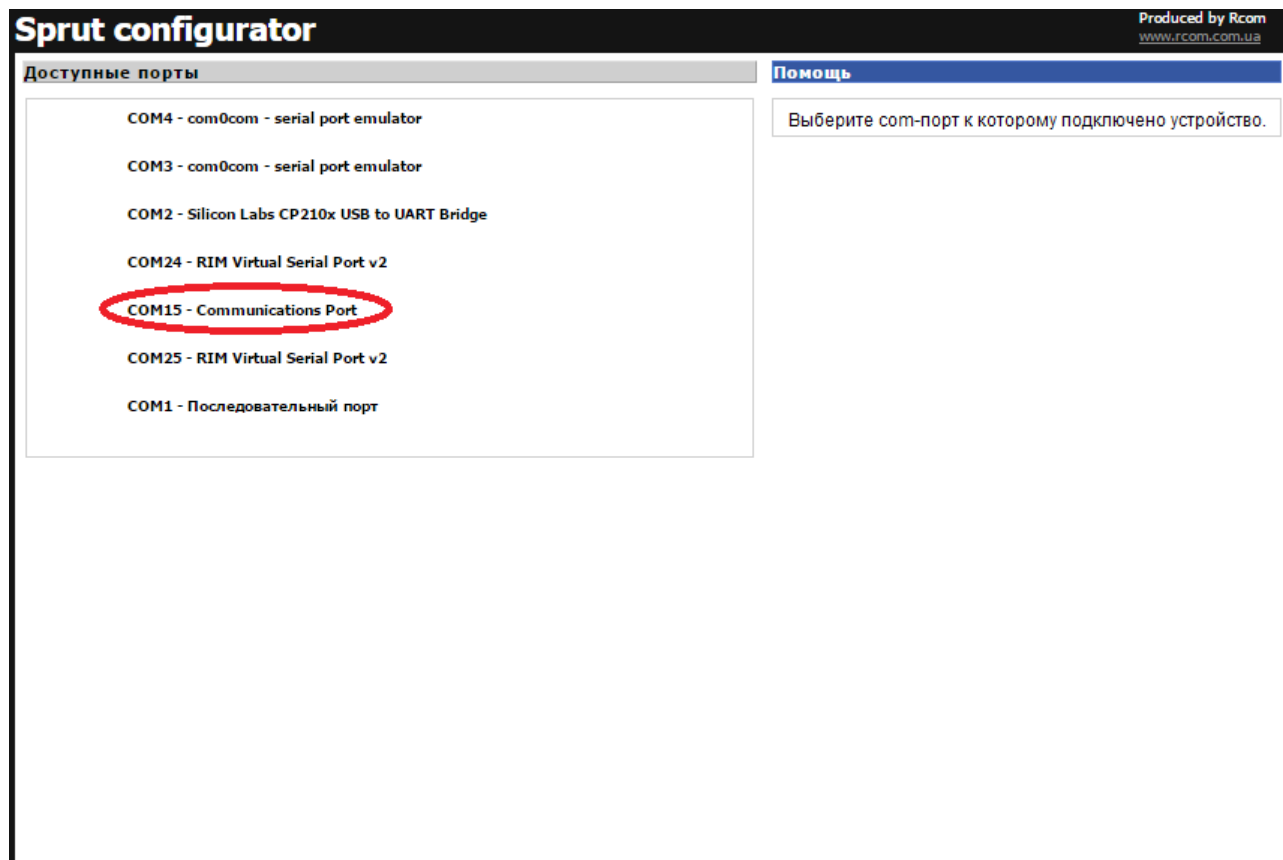 Sprut configurator
Produced by Rcom
www.rcom.com.ua
Доступные порты
COM4 - com0com - serial port emulator
COM3 - com0com - serial port emulator
COM2 - Silicon Labs CP210x USB to UART Bridge
COM24 - RIM Virtual Serial Port v2
COM15 - Communications Port
COM25 - RIM Virtual Serial Port v2
COM1 - Последовательный порт
Помощь
Выберите com-порт к которому подключено устройство.